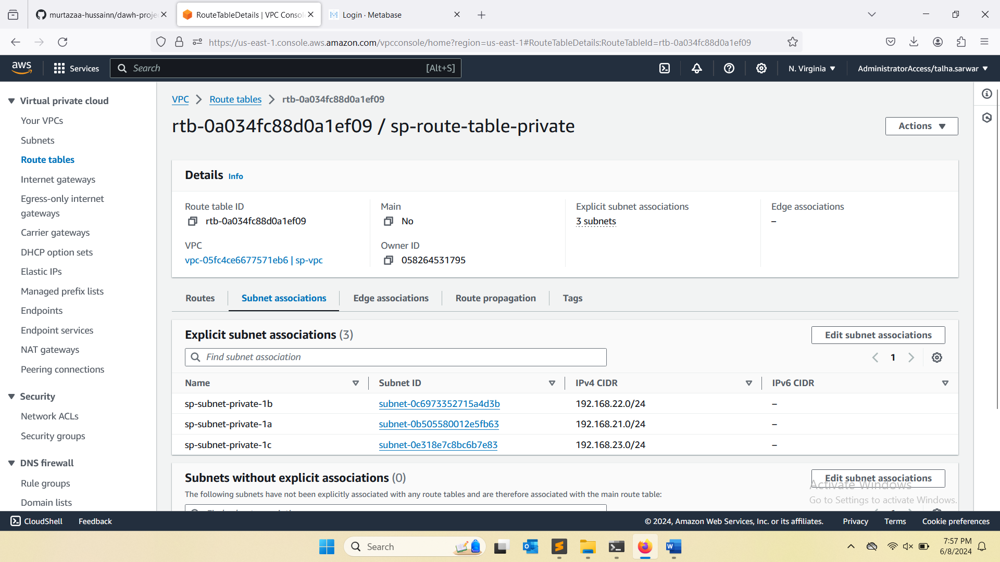 murtazaa-hussainn/dawh-proje
RouteTableDetails | VPC Conso
Login · Metabase
https://us-east-1.console.aws.amazon.com/vpcconsole/home?region=us-east-1#RouteTableDetails:RouteTableId=rtb-0a034fc88d0a1ef09
aws
Services
Search
[Alt+S]
N. Virginia
AdministratorAccess/talha.sarwar
Virtual private cloud
Your VPCs
Subnets
Route tables
Internet gateways
Egress-only internet
gateways
Carrier gateways
DHCP option sets
Elastic IPs
Managed prefix lists
Endpoints
Endpoint services
NAT gateways
Peering connections
Security
Network ACLs
Security groups
DNS firewall
Rule groups
Domain lists
VPC
Route tables
rtb-0a034fc88d0a1ef09
rtb-0a034fc88d0a1ef09 / sp-route-table-private
Actions
Details Info
Route table ID
rtb-0a034fc88d0a1ef09
Main
No
Explicit subnet associations
3 subnets
Edge associations
–
VPC
vpc-05fc4ce6677571eb6 | sp-vpc
Owner ID
058264531795
Routes
Subnet associations
Edge associations
Route propagation
Tags
Explicit subnet associations (3)
Edit subnet associations
Find subnet association
1
Name
Subnet ID
IPv4 CIDR
IPv6 CIDR
sp-subnet-private-1b
subnet-0c6973352715a4d3b
192.168.22.0/24
–
sp-subnet-private-1a
subnet-0b505580012e5fb63
192.168.21.0/24
–
sp-subnet-private-1c
subnet-0e318e7c8bc6b7e83
192.168.23.0/24
–
Subnets without explicit associations (0)
Edit subnet associations
The following subnets have not been explicitly associated with any route tables and are therefore associated with the main route table:
Activate Windows
Go to Settings to activate Windows.
CloudShell
Feedback
© 2024, Amazon Web Services, Inc. or its affiliates.
Privacy
Terms
Cookie preferences
Search
7:57 PM
6/8/2024